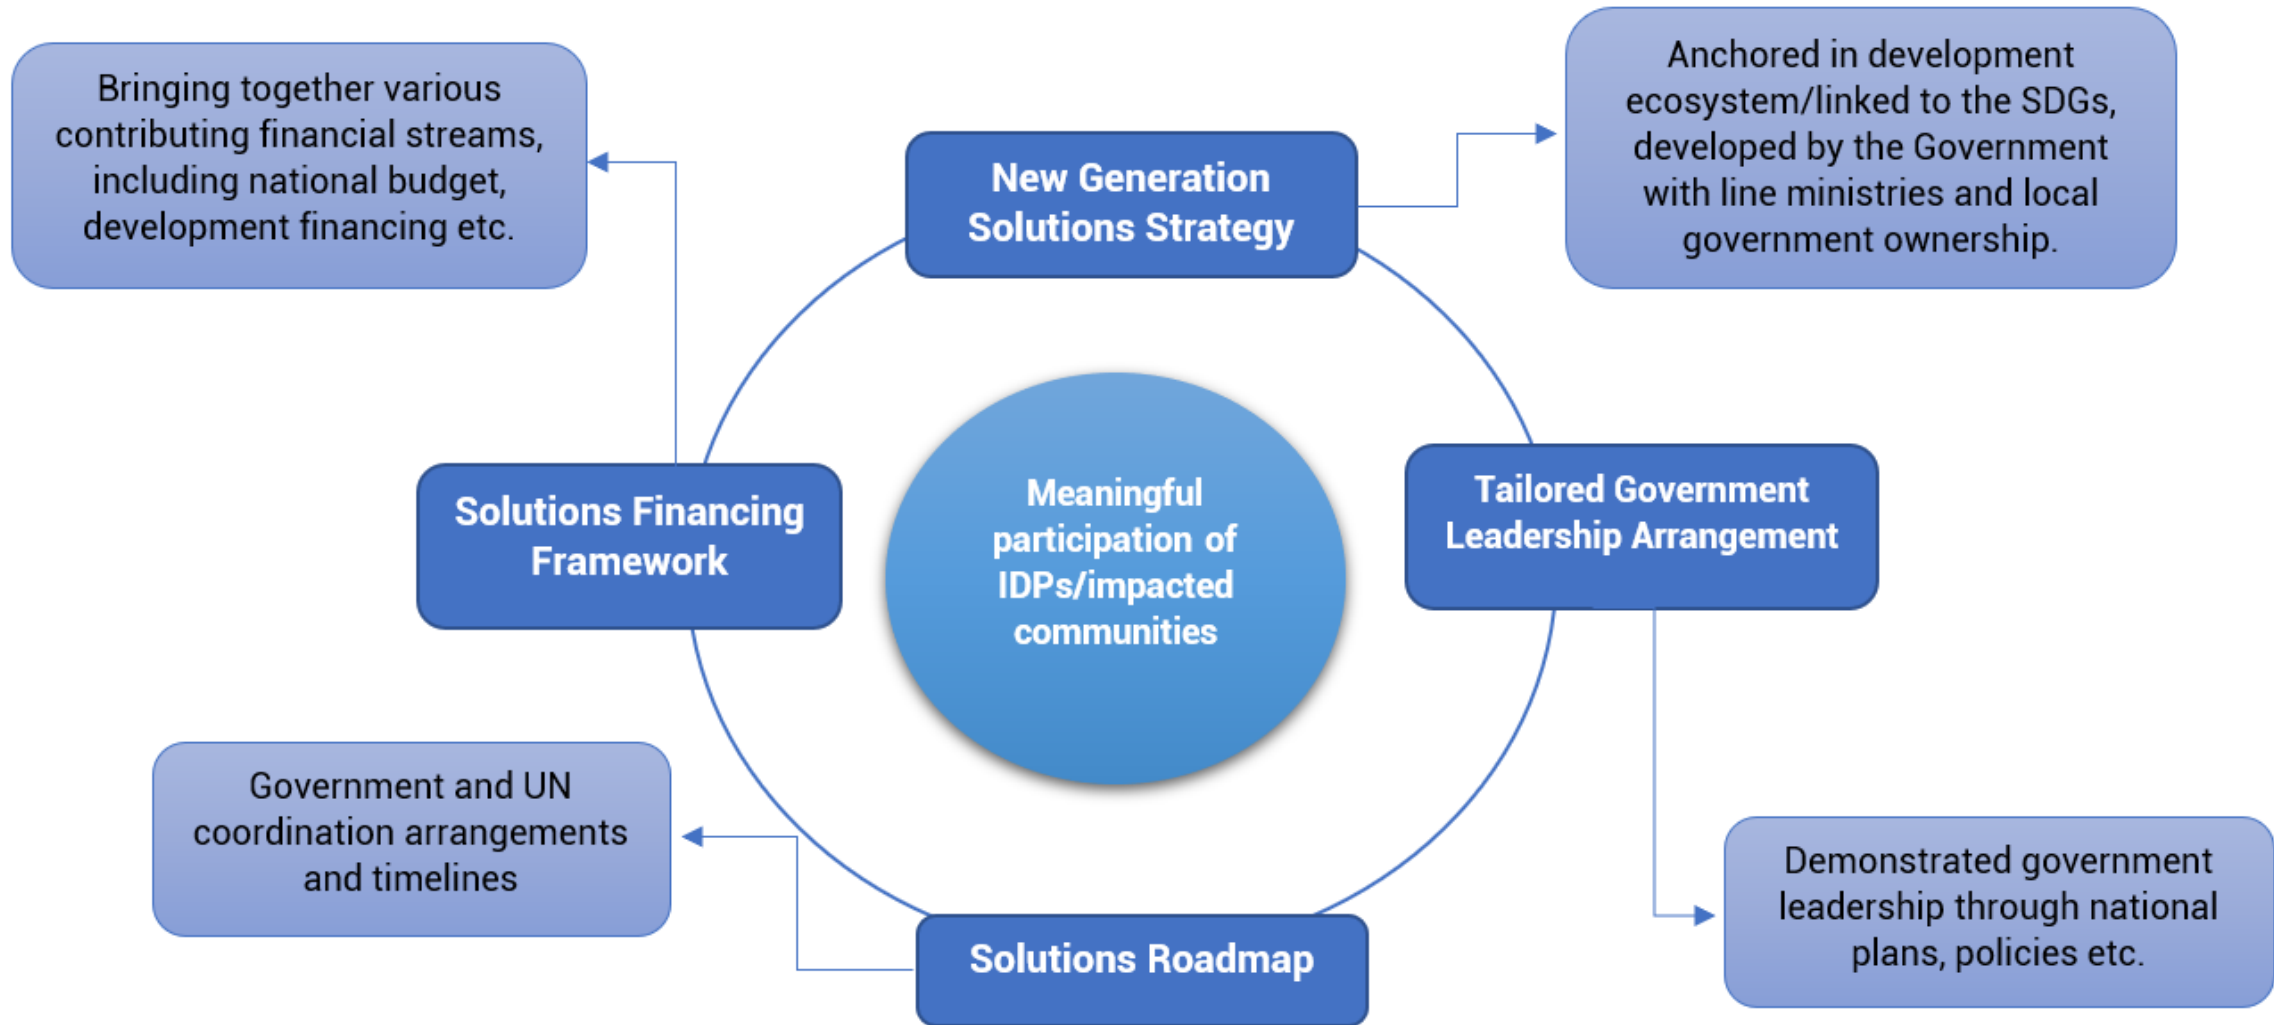 Bringing together various
contributing financial streams,
including national budget,
development financing etc.
New Generation
Solutions Strategy
Anchored in development
ecosystem/linked to the SDGs,
developed by the Government
with line ministries and local
government ownership.
Solutions Financing
Framework
Meaningful
participation of
IDPs/impacted
communities
Tailored Government
Leadership Arrangement
Government and UN
coordination arrangements
and timelines
Solutions Roadmap
Demonstrated government
leadership through national
plans, policies etc.